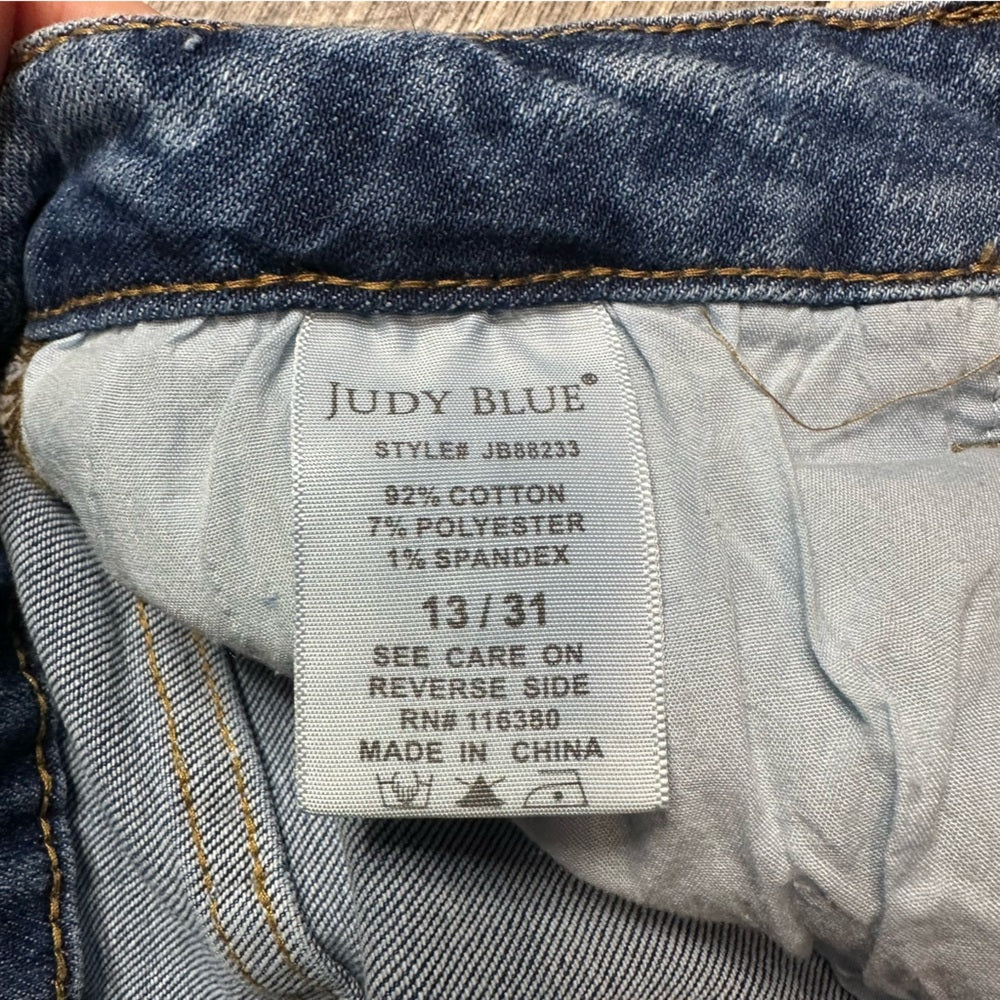 JUDY BLUE®
STYLE# JB88233
92% COTTON
7% POLYESTER
1% SPANDEX
13 / 31
SEE CARE ON
REVERSE SIDE
RN# 116380
MADE IN CHINA